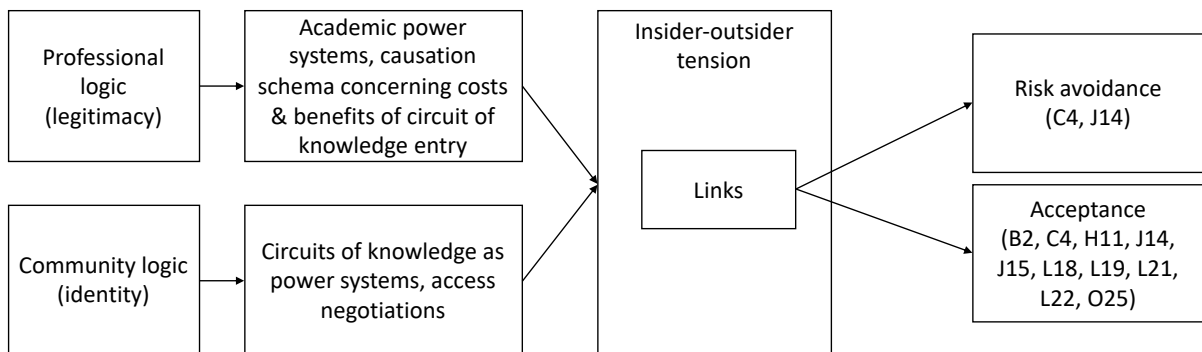 Professional
logic
(legitimacy)
Academic power
systems, causation
schema concerning costs
& benefits of circuit of
knowledge entry
Community logic
(identity)
Circuits of knowledge as
power systems, access
negotiations
Insider-outsider
tension
Links
Risk avoidance
(C4, J14)
Acceptance
(B2, C4, H11, J14,
J15, L18, L19, L21,
L22, O25)